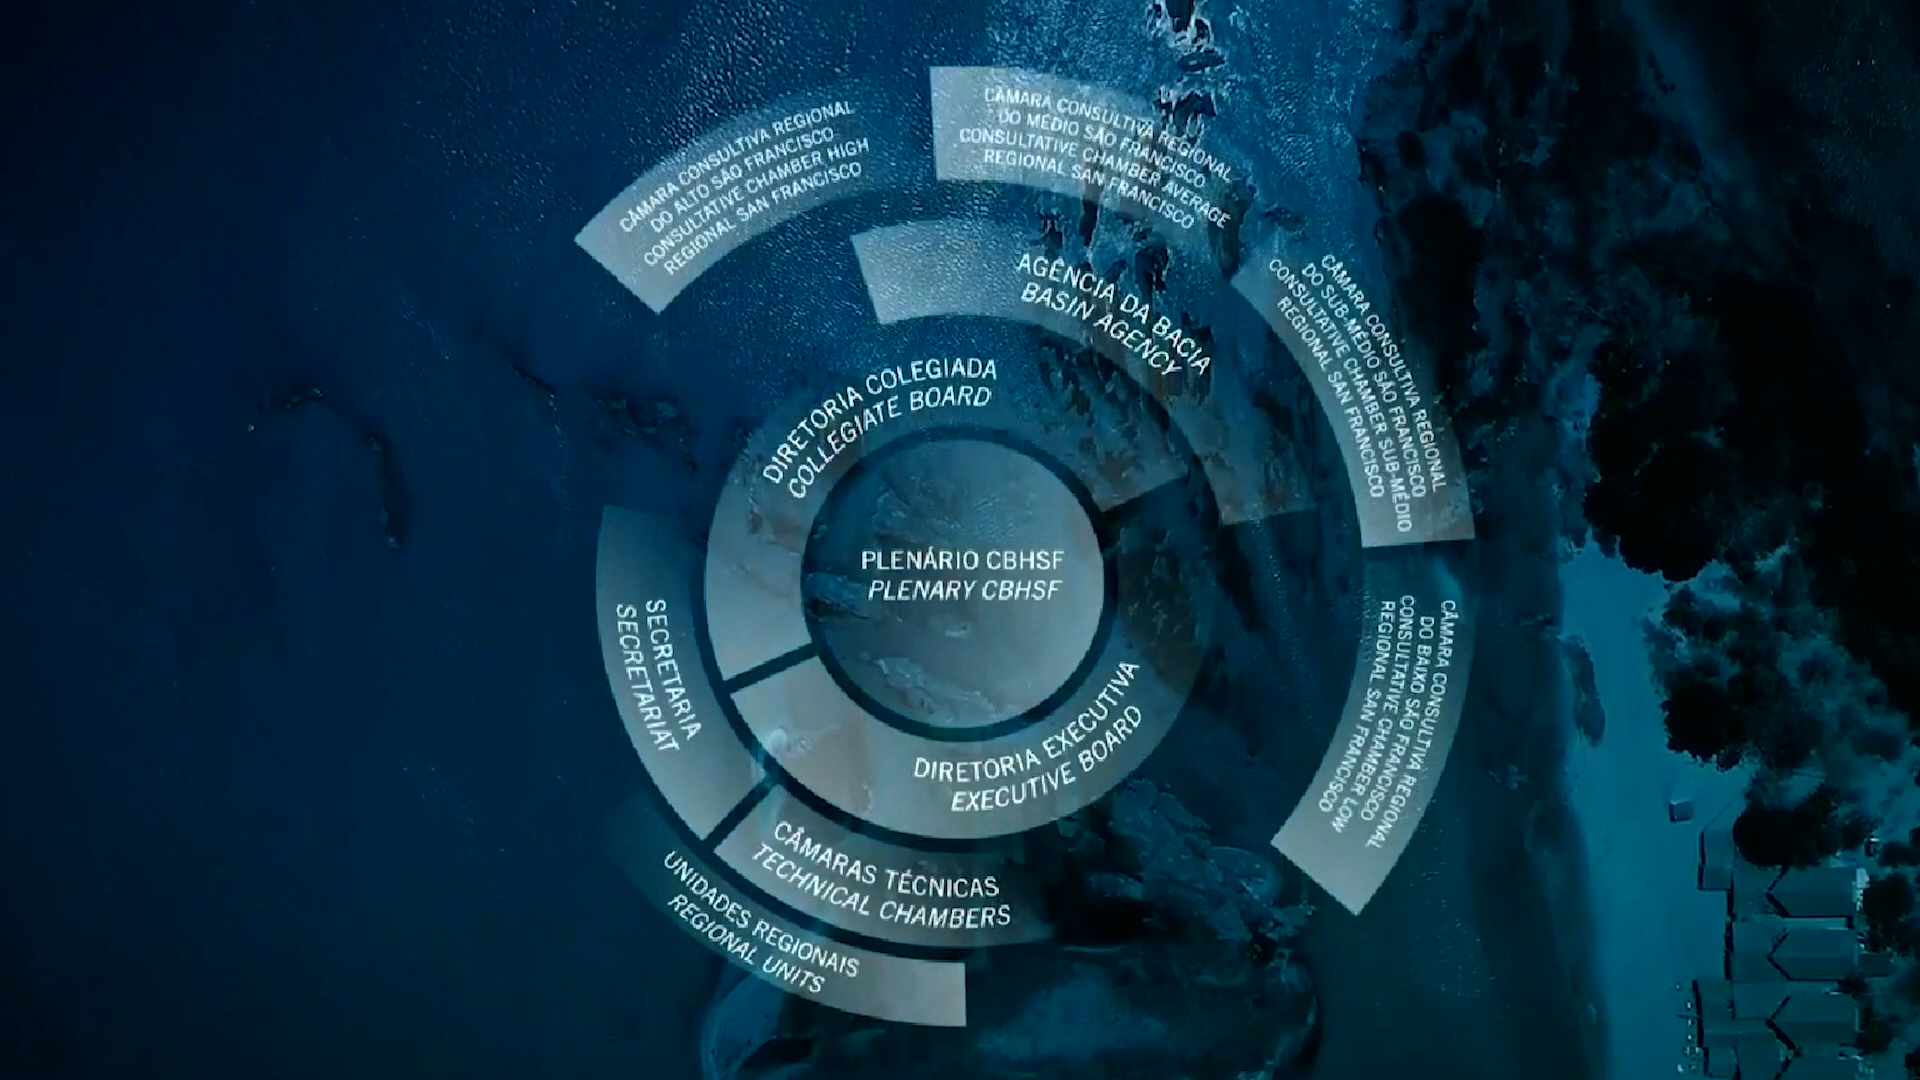 CÂMARA CONSULTIVA REGIONAL
DO ALTO SÃO FRANCISCO
CONSULTATIVE CHAMBER HIGH
REGIONAL SAN FRANCISCO
CÂMARA CONSULTIVA REGIONAL
DO MÉDIO SÃO FRANCISCO
CONSULTATIVE CHAMBER AVERAGE
REGIONAL SAN FRANCISCO
CÂMARA CONSULTIVA REGIONAL
DO SUB-MÉDIO SÃO FRANCISCO
CONSULTATIVE CHAMBER SUB-MÉDIO
REGIONAL SAN FRANCISCO
CÂMARA CONSULTIVA REGIONAL
DO BAIXO SÃO FRANCISCO
CONSULTATIVE CHAMBER LOW
REGIONAL SAN FRANCISCO
AGÊNCIA DA BACIA
BASIN AGENCY
DIRETORIA COLEGIADA
COLLEGIATE BOARD
PLENÁRIO CBHSF
PLENARY CBHSF
DIRETORIA EXECUTIVA
EXECUTIVE BOARD
SECRETARIA
SECRETARIAT
CÂMARAS TÉCNICAS
TECHNICAL CHAMBERS
UNIDADES REGIONAIS
REGIONAL UNITS